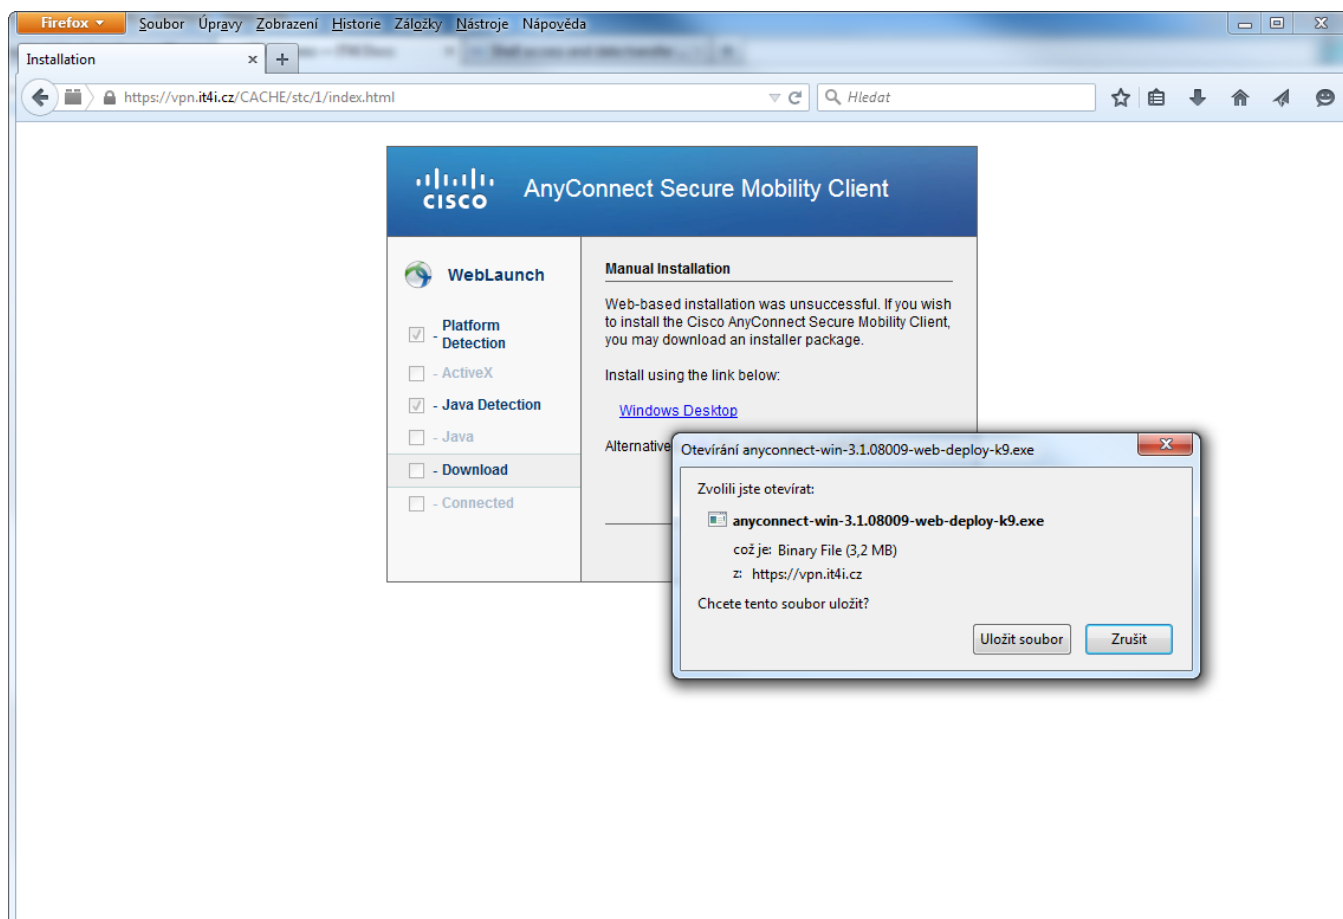 Firefox
Soubor Úpravy Zobrazení Historie Záložky Nástroje Nápověda
Installation
https://vpn.it4i.cz/CACHE/stc/1/index.html
Hledat
CISCO
AnyConnect Secure Mobility Client
WebLaunch
Platform
- Detection
- ActiveX
- Java Detection
- Java
- Download
- Connected
Manual Installation
Web-based installation was unsuccessful. If you wish
to install the Cisco AnyConnect Secure Mobility Client,
you may download an installer package.
Install using the link below:
Windows Desktop
Otevírání anyconnect-win-3.1.08009-web-deploy-k9.exe
Zvolili jste otevírat:
anyconnect-win-3.1.08009-web-deploy-k9.exe
což je: Binary File (3,2 MB)
z: https://vpn.it4i.cz
Chcete tento soubor uložit?
Uložit soubor
Zrušit